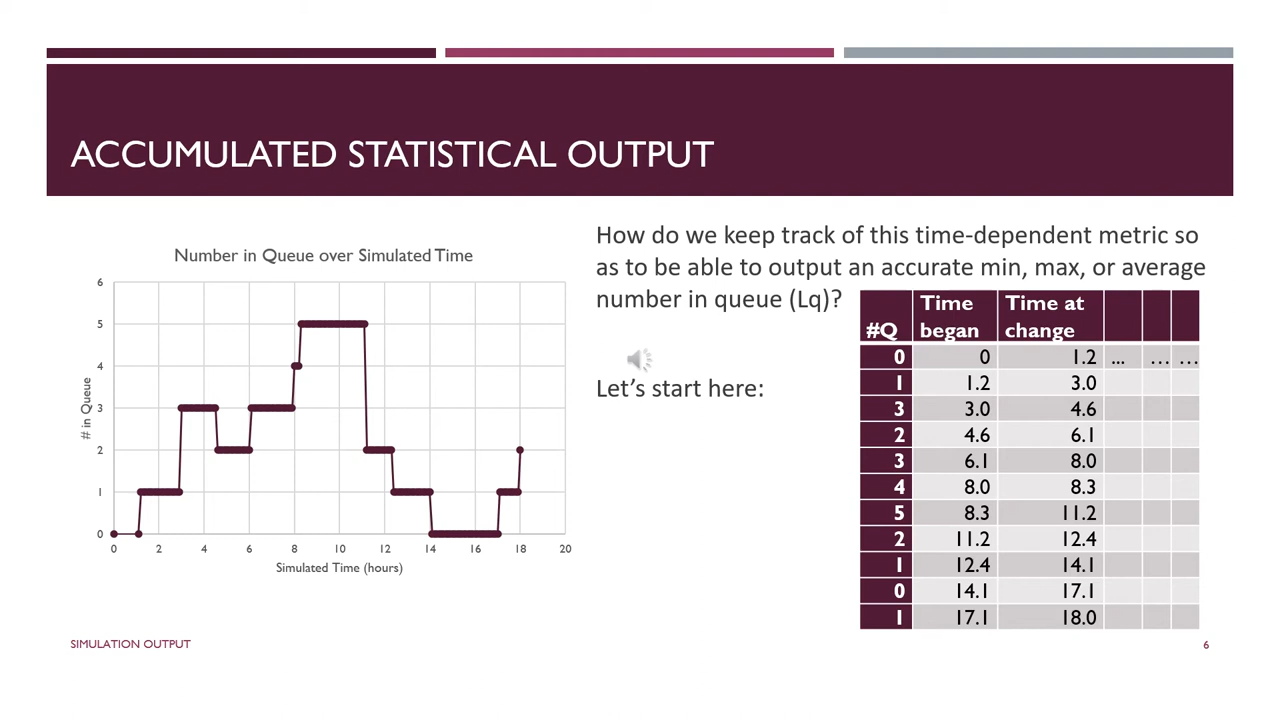 ACCUMULATED STATISTICAL OUTPUT
Number in Queue over Simulated Time
# in Queue
6
5
4
3
2
1
0
0 2 4 6 8 10 12 14 16 18 20
Simulated Time (hours)
How do we keep track of this time-dependent metric so
as to be able to output an accurate min, max, or average
number in queue (Lq)?
Let’s start here:
#Q Time began Time at change
0 0 1.2 ... … …
1 1.2 3.0
3 3.0 4.6
2 4.6 6.1
3 6.1 8.0
4 8.0 8.3
5 8.3 11.2
2 11.2 12.4
1 12.4 14.1
0 14.1 17.1
1 17.1 18.0
SIMULATION OUTPUT
6